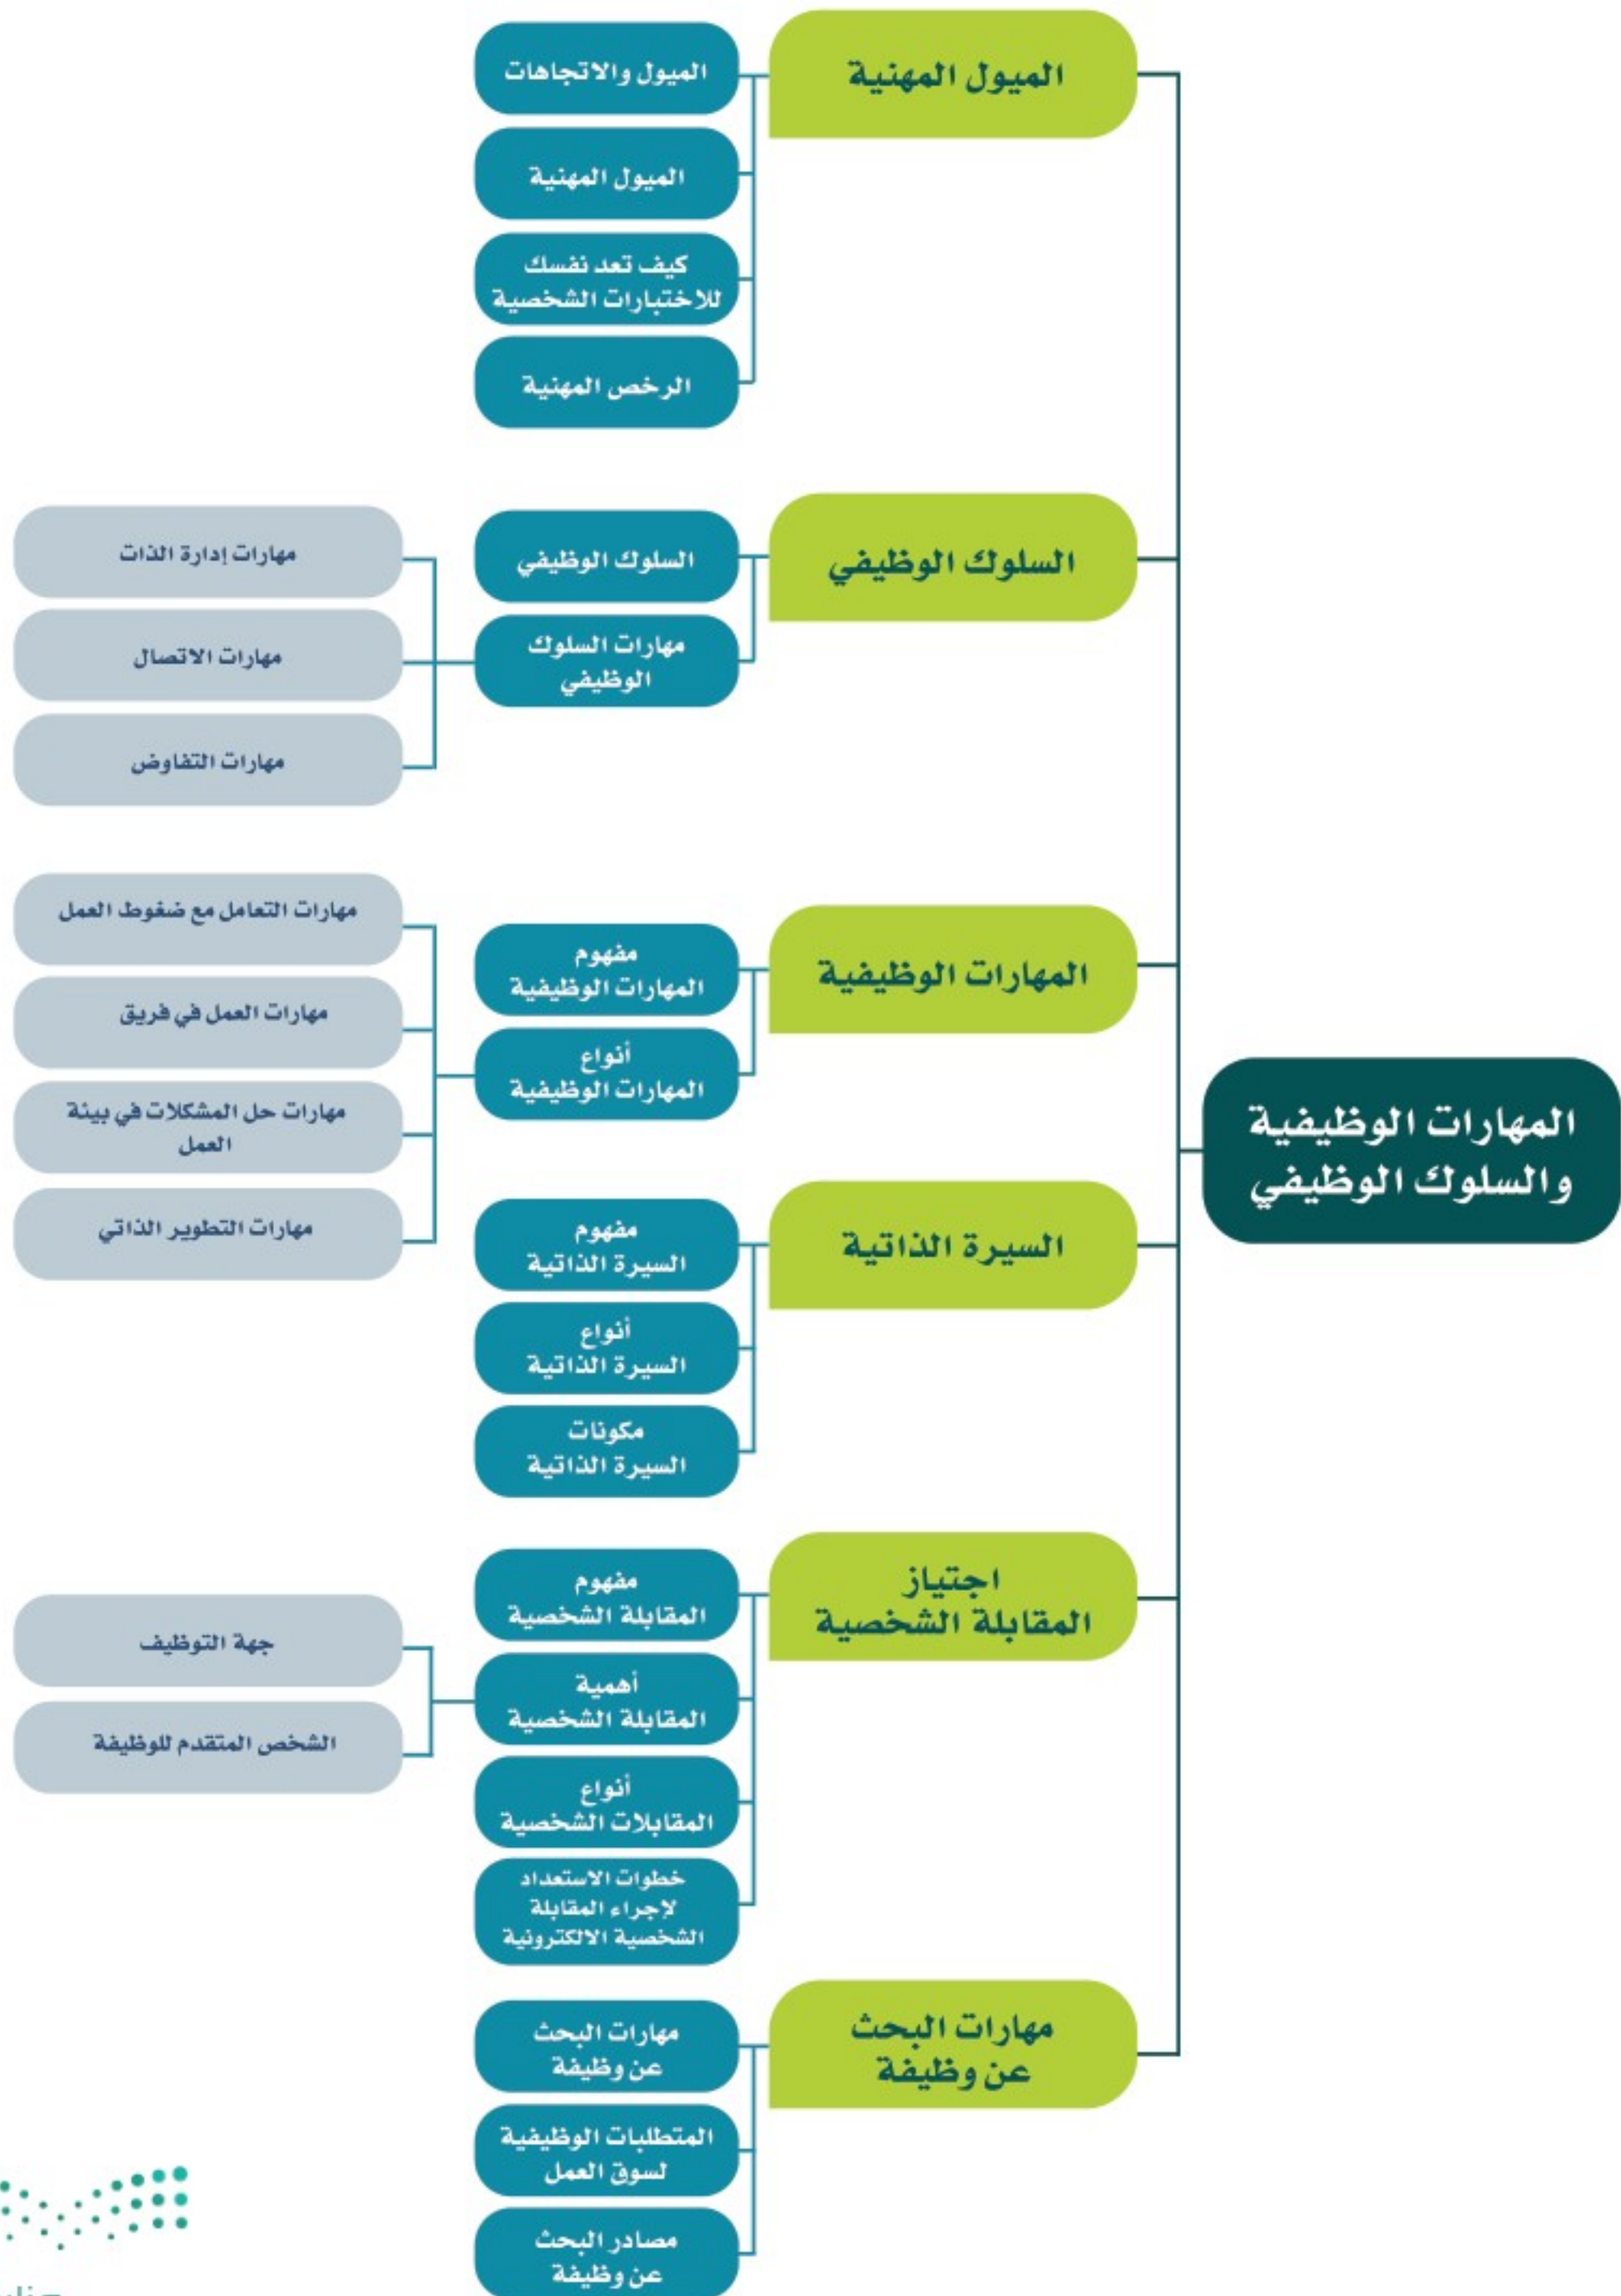 المهارات الوظيفية
والسلوك الوظيفي
الميول المهنية
الميول والاتجاهات
الميول المهنية
كيف تعد نفسك
للاختبارات الشخصية
الرخص المهنية
السلوك الوظيفي
السلوك الوظيفي
مهارات السلوك
الوظيفي
مهارات إدارة الذات
مهارات الاتصال
مهارات التفاوض
المهارات الوظيفية
مفهوم
المهارات الوظيفية
أنواع
المهارات الوظيفية
مهارات التعامل مع ضغوط العمل
مهارات العمل في فريق
مهارات حل المشكلات في بيئة
العمل
مهارات التطوير الذاتي
السيرة الذاتية
مفهوم
السيرة الذاتية
أنواع
السيرة الذاتية
مكونات
السيرة الذاتية
اجتياز
المقابلة الشخصية
مفهوم
المقابلة الشخصية
أهمية
المقابلة الشخصية
جهة التوظيف
الشخص المتقدم للوظيفة
أنواع
المقابلات الشخصية
خطوات الاستعداد
لإجراء المقابلة
الشخصية الالكترونية
مهارات البحث
عن وظيفة
مهارات البحث
عن وظيفة
المتطلبات الوظيفية
لسوق العمل
مصادر البحث
عن وظيفة